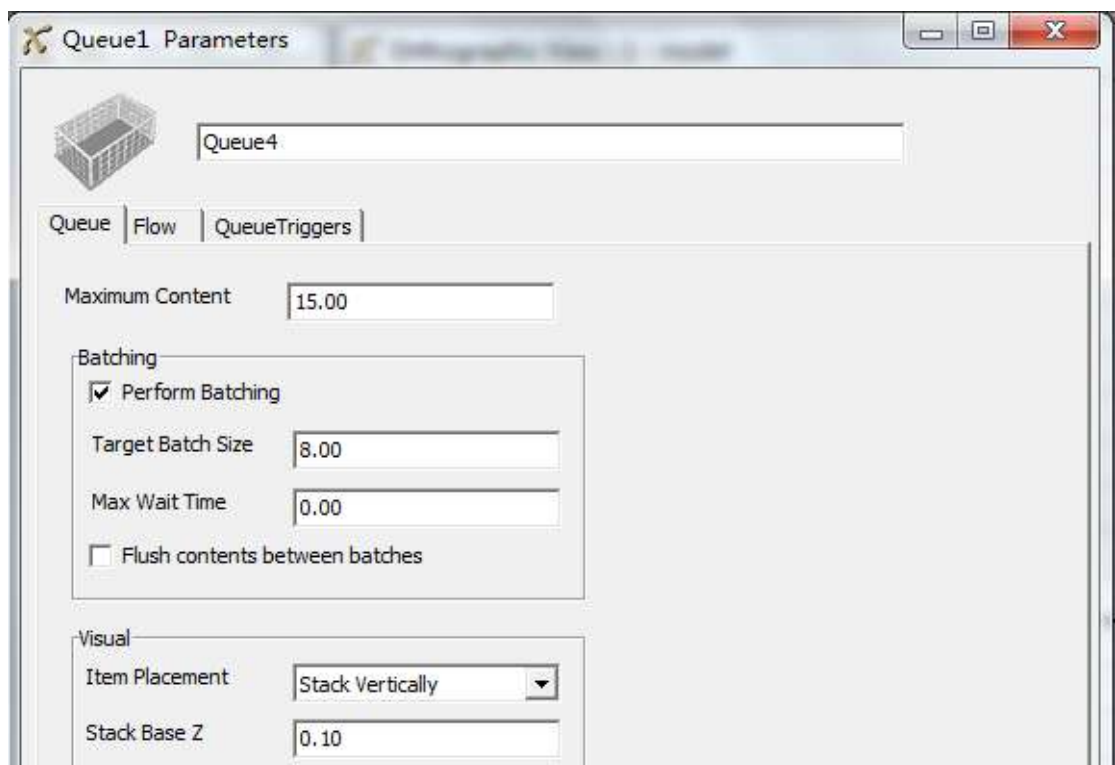 Queue1 Parameters
Queue4
Queue Flow QueueTriggers
Maximum Content 15.00
Batching
Perform Batching
Target Batch Size 8.00
Max Wait Time 0.00
Flush contents between batches
Visual
Item Placement Stack Vertically
Stack Base Z 0.10